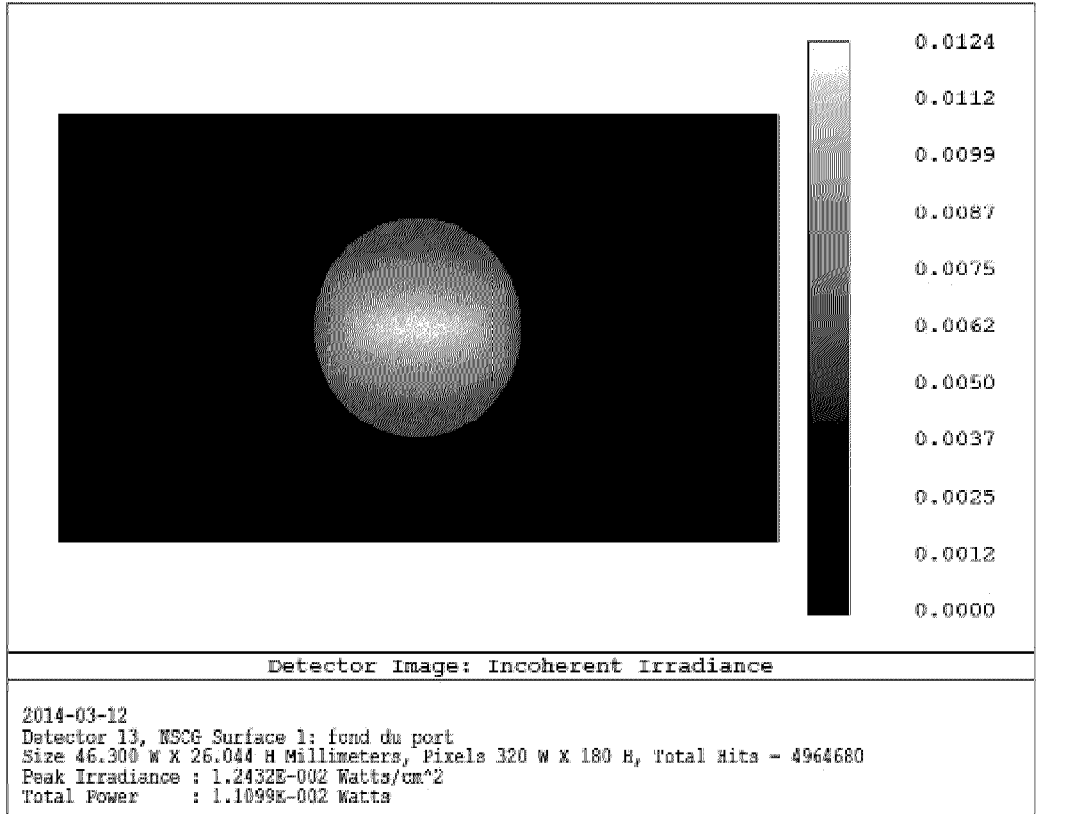 0.0124
0.0112
0.0099
0.0087
0.0075
0.0062
0.0050
0.0037
0.0025
0.0012
0.0000
Detector Image: Incoherent Irradiance
2014-03-12
Detector 13, NSCG Surface 1: fond du port
Size 46.300 W X 26.044 H Millimeters, Pixels 320 W X 180 H, Total Hits = 4964680
Peak Irradiance : 1.2432E-002 Watts/cm^2
Total Power : 1.1099E-002 Watts